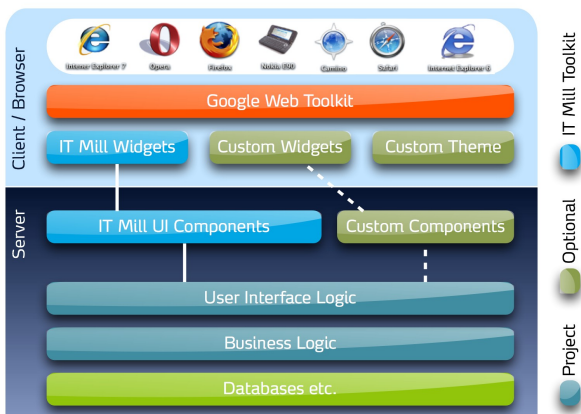 Client / Browser
Internet Explorer 7
Opera
Firefox
Nokia E90
Camino
Safari
Internet Explorer 6
Google Web Toolkit
IT Mill Widgets
Custom Widgets
Custom Theme
Server
IT Mill UI Components
Custom Components
User Interface Logic
Business Logic
Databases etc.
IT Mill Toolkit
Optional
Project